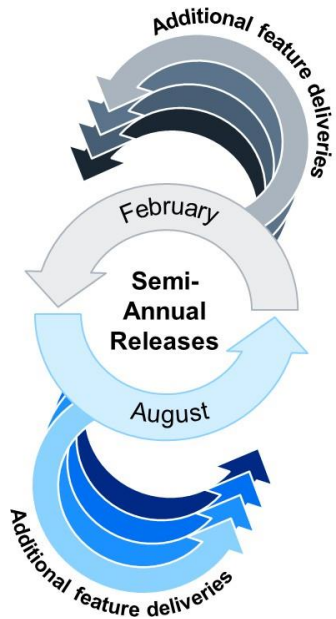 Additional feature deliveries
February
Semi-
Annual
Releases
August
Additional feature deliveries